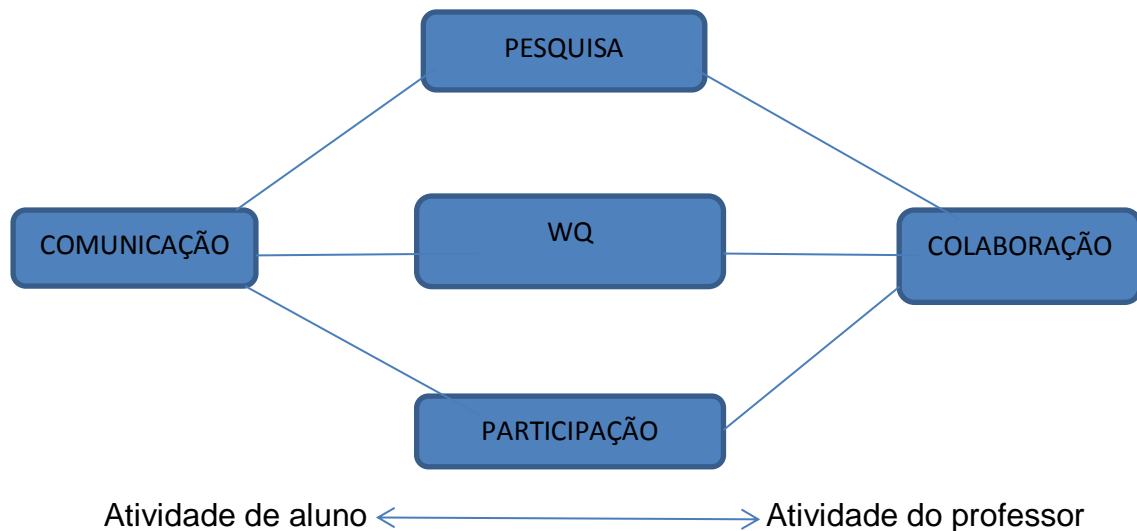 PESQUISA
COMUNICAÇÃO
WQ
COLABORAÇÃO
PARTICIPAÇÃO
Atividade de aluno
Atividade do professor